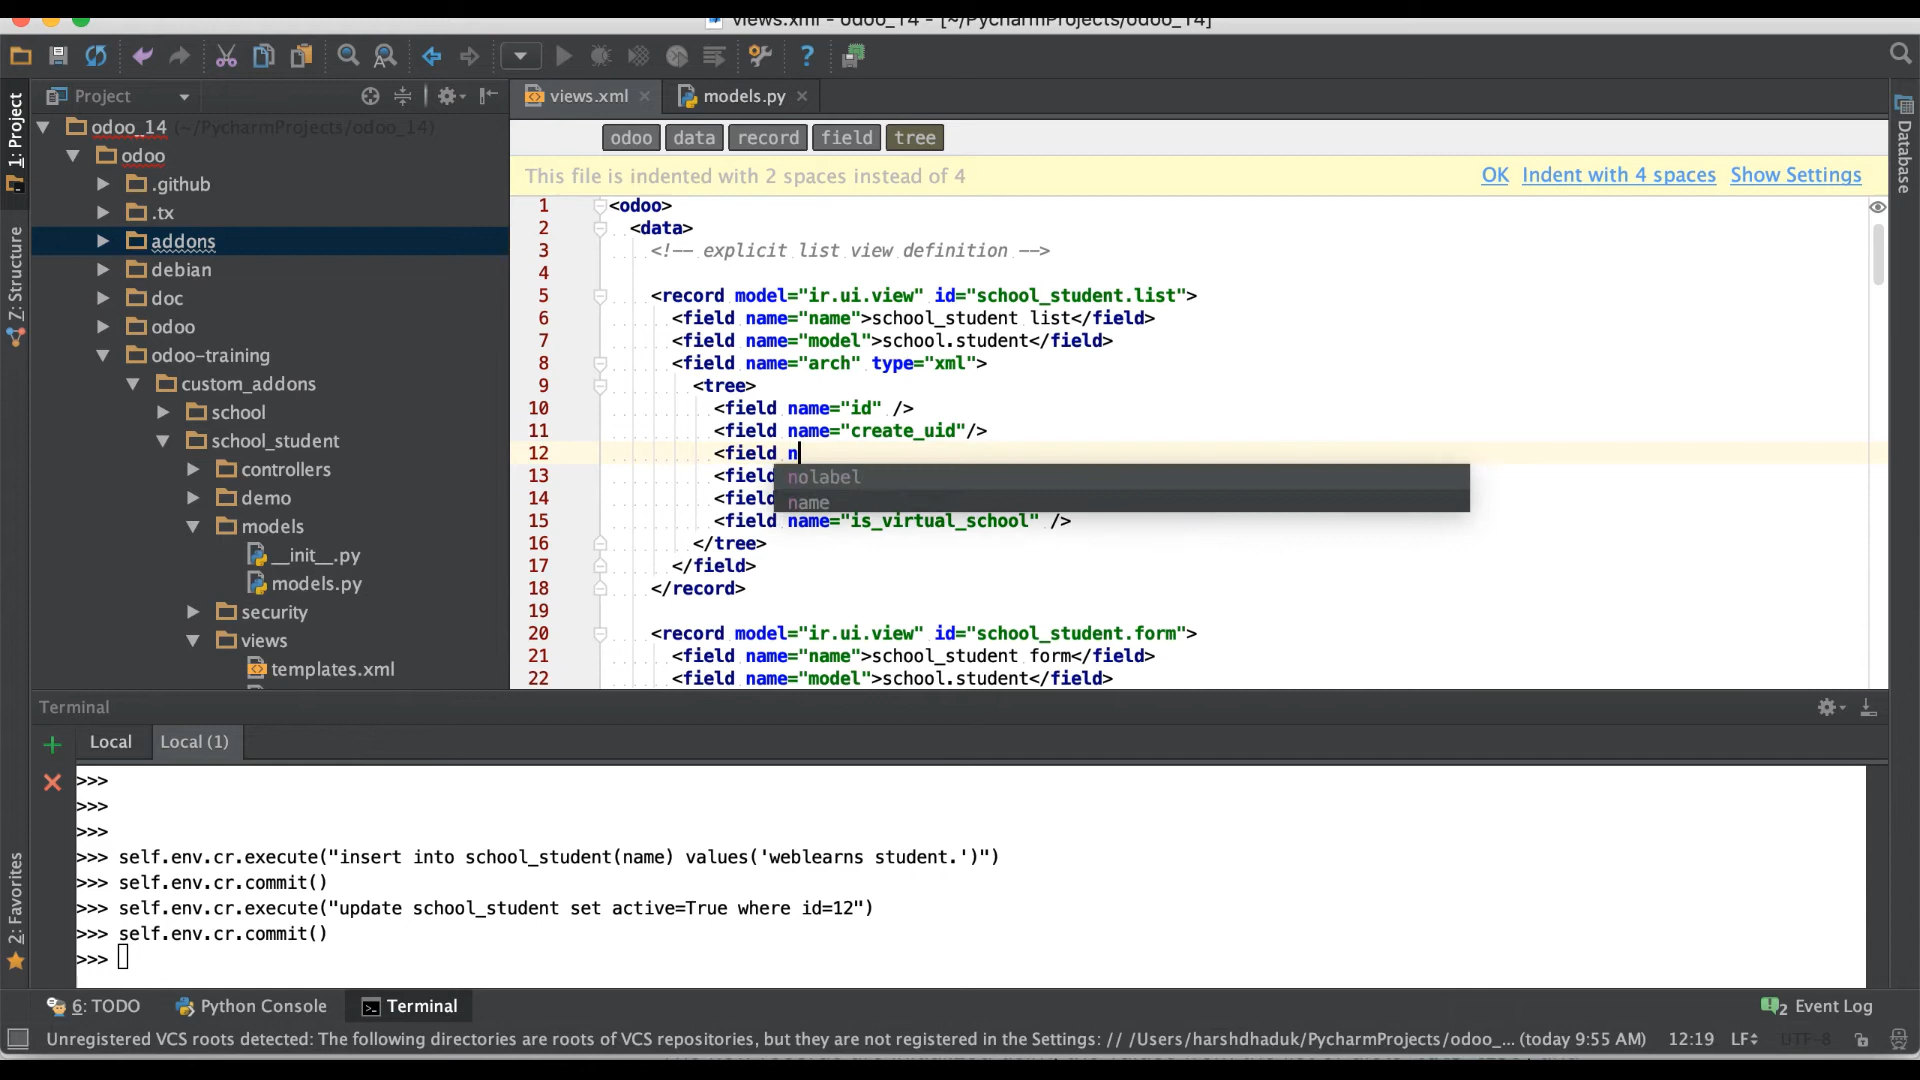 views.xml - odoo_14 - [~/PycharmProjects/odoo_14]
Project
views.xml
models.py
1: Project
Z: Structure
2: Favorites
Database
odoo_14 (~/PycharmProjects/odoo_14)
odoo
.github
.tx
addons
debian
doc
odoo
odoo-training
custom_addons
school
school_student
controllers
demo
models
__init__.py
models.py
security
views
templates.xml
odoo data record field tree
This file is indented with 2 spaces instead of 4
OK Indent with 4 spaces Show Settings
1 <odoo>
2 <data>
3 <!-- explicit list view definition -->
4
5 <record model="ir.ui.view" id="school_student.list">
6 <field name="name">school_student list</field>
7 <field name="model">school.student</field>
8 <field name="arch" type="xml">
9 <tree>
10 <field name="id" />
11 <field name="create_uid"/>
12 <field n
13 <field
nolabel
14 <field
name
15 <field name="is_virtual_school" />
16 </tree>
17 </field>
18 </record>
19
20 <record model="ir.ui.view" id="school_student.form">
21 <field name="name">school_student form</field>
22 <field name="model">school.student</field>
Terminal
Local
Local (1)
>>>
>>>
>>>
>>> self.env.cr.execute("insert into school_student(name) values('weblearns student.')")
>>> self.env.cr.commit()
>>> self.env.cr.execute("update school_student set active=True where id=12")
>>> self.env.cr.commit()
>>>
6: TODO
Python Console
Terminal
2 Event Log
Unregistered VCS roots detected: The following directories are roots of VCS repositories, but they are not registered in the Settings: // /Users/harshdhaduk/PycharmProjects/odoo_... (today 9:55 AM)
12:19
LF
UTF-8